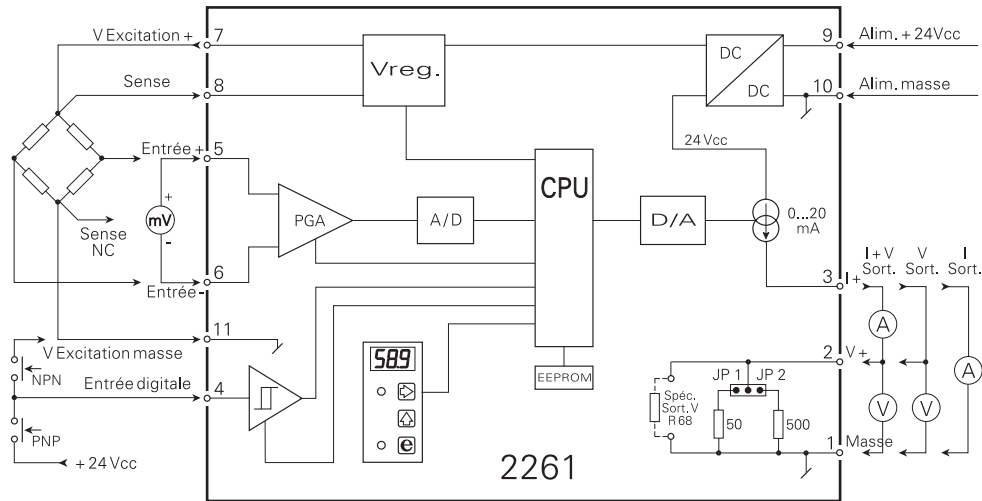 V Excitation +
7
Sense
8
Vreg.
DC
DC
9
Alim. + 24Vcc
10
Alim. masse
24 Vcc
Entrée +
5
+
mV
-
Sense
NC
PGA
A/D
CPU
D/A
0...20
mA
6
Entrée -
I + V
Sort.
V
Sort.
I
Sort.
3
I +
A
11
V Excitation masse
NPN
Entrée digitale
4
58.9
e
EEPROM
2
V +
JP 1
JP 2
Spéc.
Sort. V
R 68
50
500
V
V
A
PNP
+ 24 Vcc
1
Masse
2261